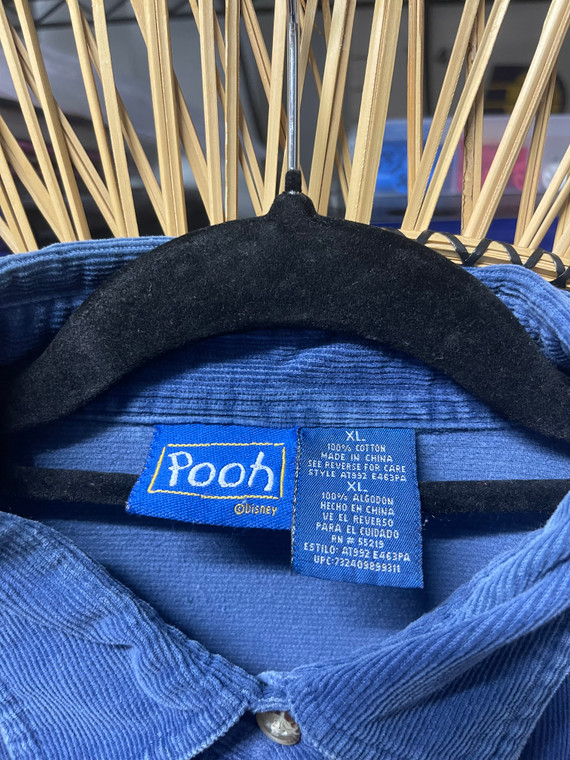 Pooh
©Disney
XL
100% COTTON
MADE IN CHINA
SEE REVERSE FOR CARE
STYLE AT992 E463PA
XL
100% ALGODON
HECHO EN CHINA
VE EL REVERSO
PARA EL CUIDADO
RN # 55219
ESTILO: AT992 E463PA
UPC:732409899311